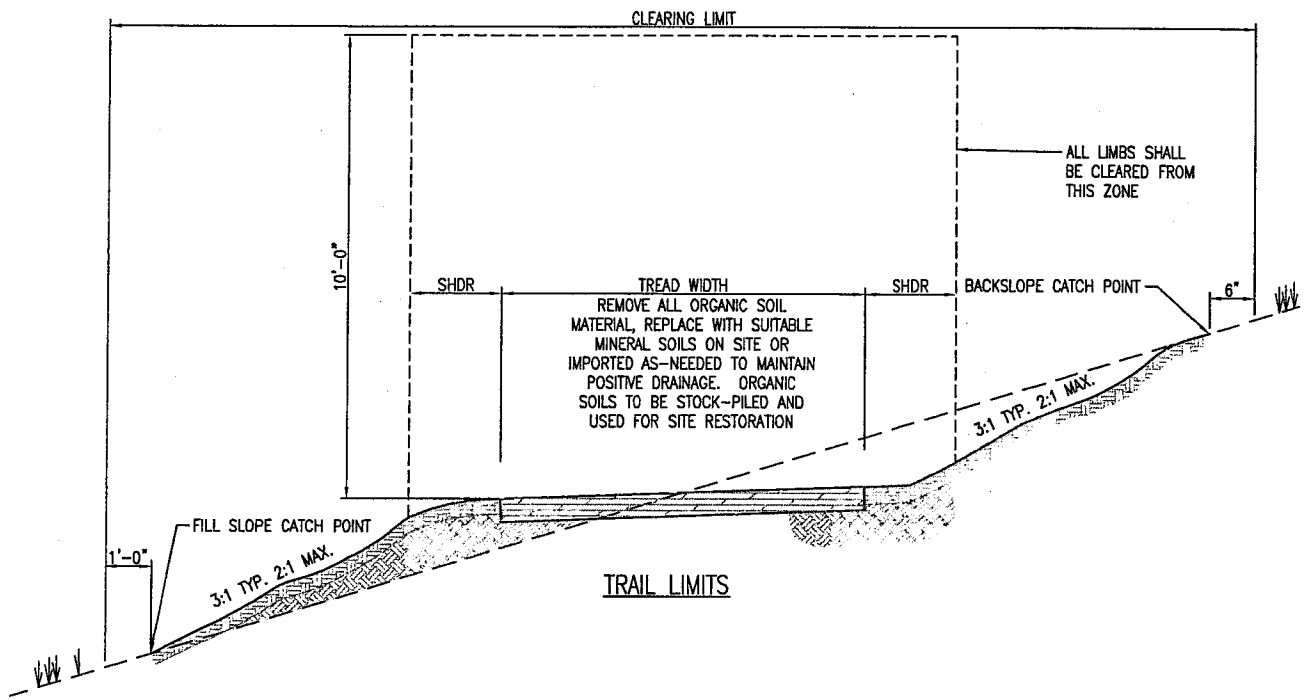 CLEARING LIMIT
ALL LIMBS SHALL
BE CLEARED FROM
THIS ZONE
10'-0"
SHDR
TREAD WIDTH
SHDR
BACKSLOPE CATCH POINT
6"
REMOVE ALL ORGANIC SOIL
MATERIAL, REPLACE WITH SUITABLE
MINERAL SOILS ON SITE OR
IMPORTED AS-NEEDED TO MAINTAIN
POSITIVE DRAINAGE. ORGANIC
SOILS TO BE STOCK-PILED AND
USED FOR SITE RESTORATION
3:1 TYP. 2:1 MAX.
FILL SLOPE CATCH POINT
1'-0"
3:1 TYP. 2:1 MAX.
TRAIL LIMITS